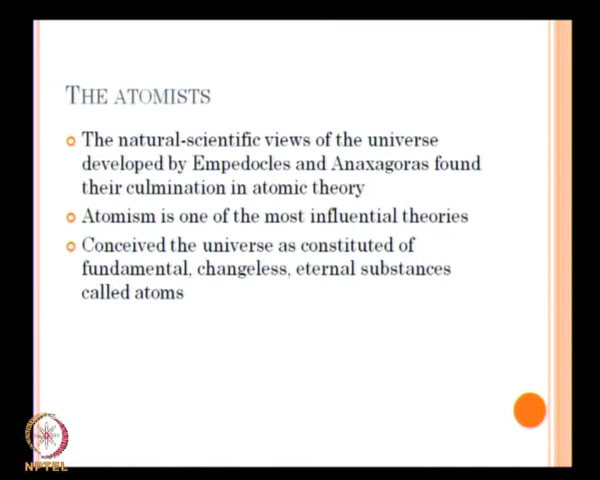 THE ATOMISTS
The natural-scientific views of the universe
developed by Empedocles and Anaxagoras found
their culmination in atomic theory
Atomism is one of the most influential theories
Conceived the universe as constituted of
fundamental, changeless, eternal substances
called atoms
NPTEL